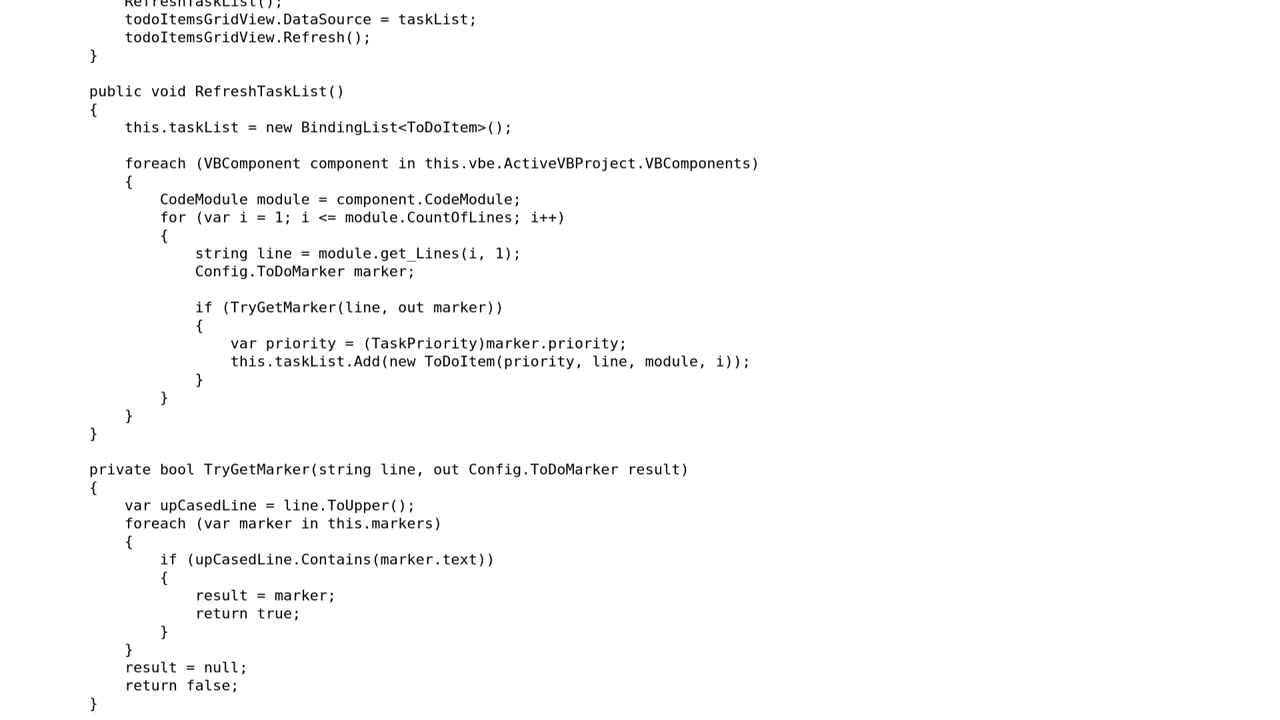 RefreshTaskList();
todoItemsGridView.DataSource = taskList;
todoItemsGridView.Refresh();
}
public void RefreshTaskList()
{
this.taskList = new BindingList<ToDoItem>();
foreach (VBComponent component in this.vbe.ActiveVBProject.VBComponents)
{
CodeModule module = component.CodeModule;
for (var i = 1; i <= module.CountOfLines; i++)
{
string line = module.get_Lines(i, 1);
Config.ToDoMarker marker;
if (TryGetMarker(line, out marker))
{
var priority = (TaskPriority)marker.priority;
this.taskList.Add(new ToDoItem(priority, line, module, i));
}
}
}
}
private bool TryGetMarker(string line, out Config.ToDoMarker result)
{
var upCasedLine = line.ToUpper();
foreach (var marker in this.markers)
{
if (upCasedLine.Contains(marker.text))
{
result = marker;
return true;
}
}
result = null;
return false;
}